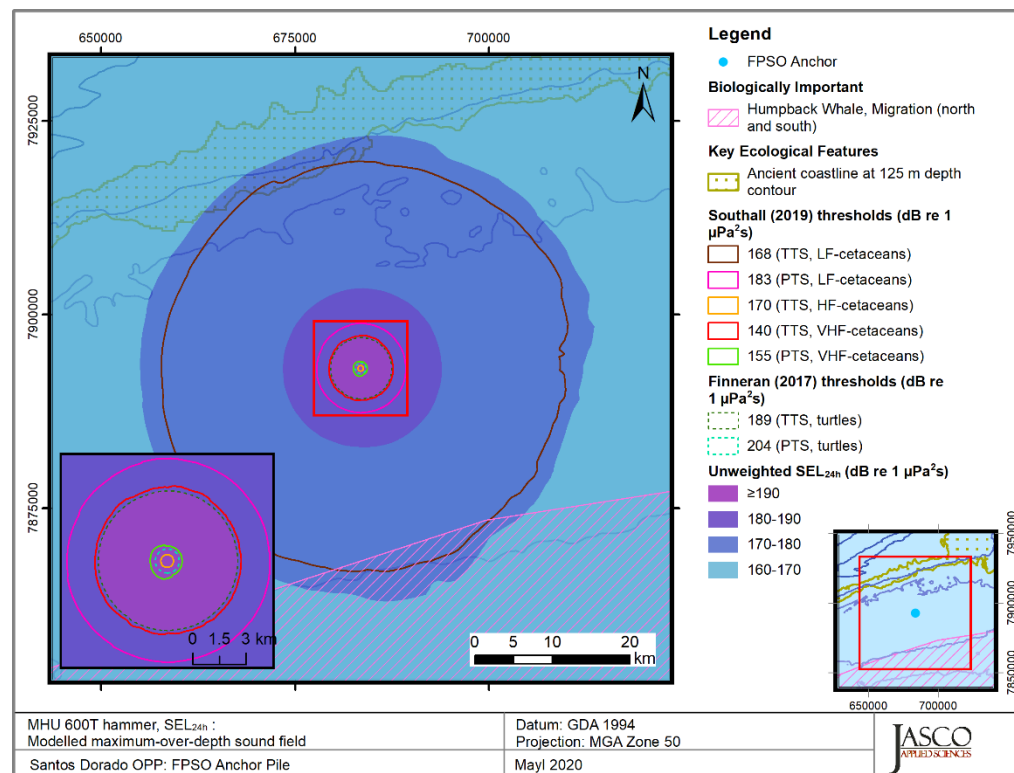 650000
675000
700000
7925000
7900000
7875000
N
0 1.5 3 km
0 5 10 20
km
Legend
FPSO Anchor
Biologically Important
Humpback Whale, Migration (north
and south)
Key Ecological Features
Ancient coastline at 125 m depth
contour
Southall (2019) thresholds (dB re 1
µPa²s)
168 (TTS, LF-cetaceans)
183 (PTS, LF-cetaceans)
170 (TTS, HF-cetaceans)
140 (TTS, VHF-cetaceans)
155 (PTS, VHF-cetaceans)
Finneran (2017) thresholds (dB re
1 µPa²s)
189 (TTS, turtles)
204 (PTS, turtles)
Unweighted SEL24h (dB re 1 µPa²s)
≥190
180-190
170-180
160-170
7950000
7900000
7850000
650000
700000
MHU 600T hammer, SEL24h :
Modelled maximum-over-depth sound field
Santos Dorado OPP: FPSO Anchor Pile
Datum: GDA 1994
Projection: MGA Zone 50
Mayl 2020
JASCO
APPLIED SCIENCES